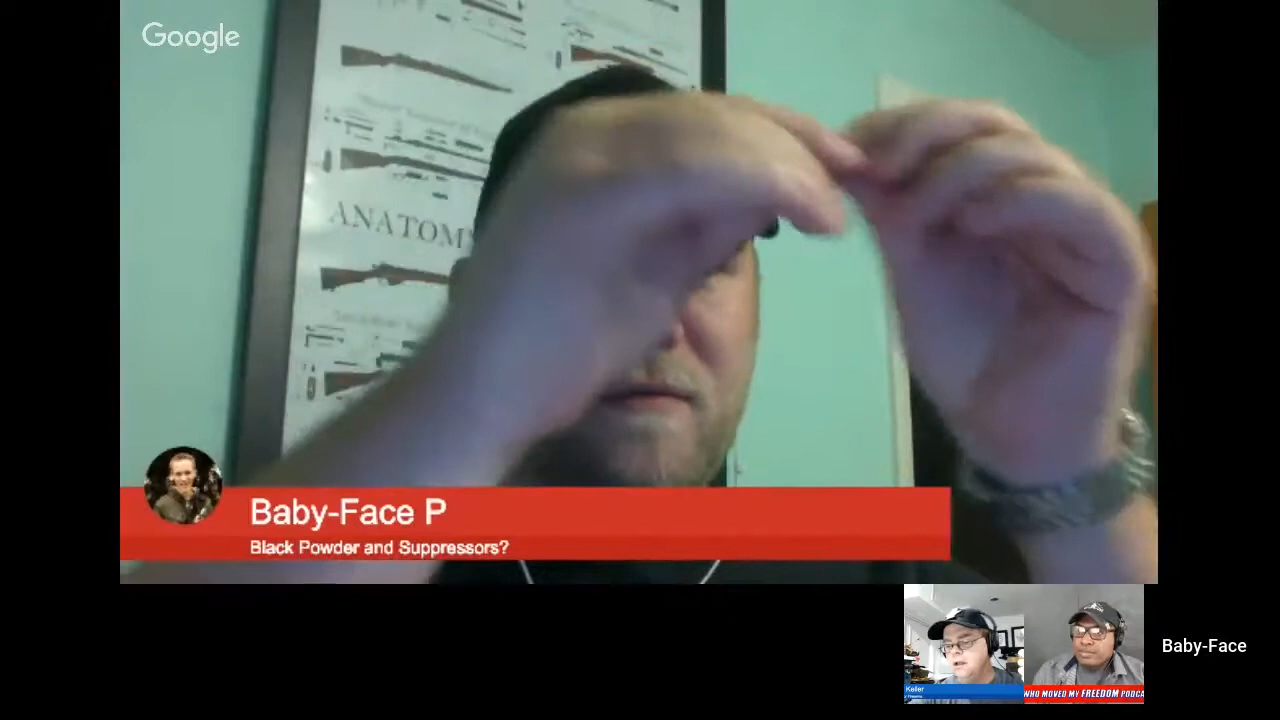 Google
ANATOM
Baby-Face P
Black Powder and Suppressors?
Baby-Face
Keller
WHO MOVED MY FREEDOM PODCA